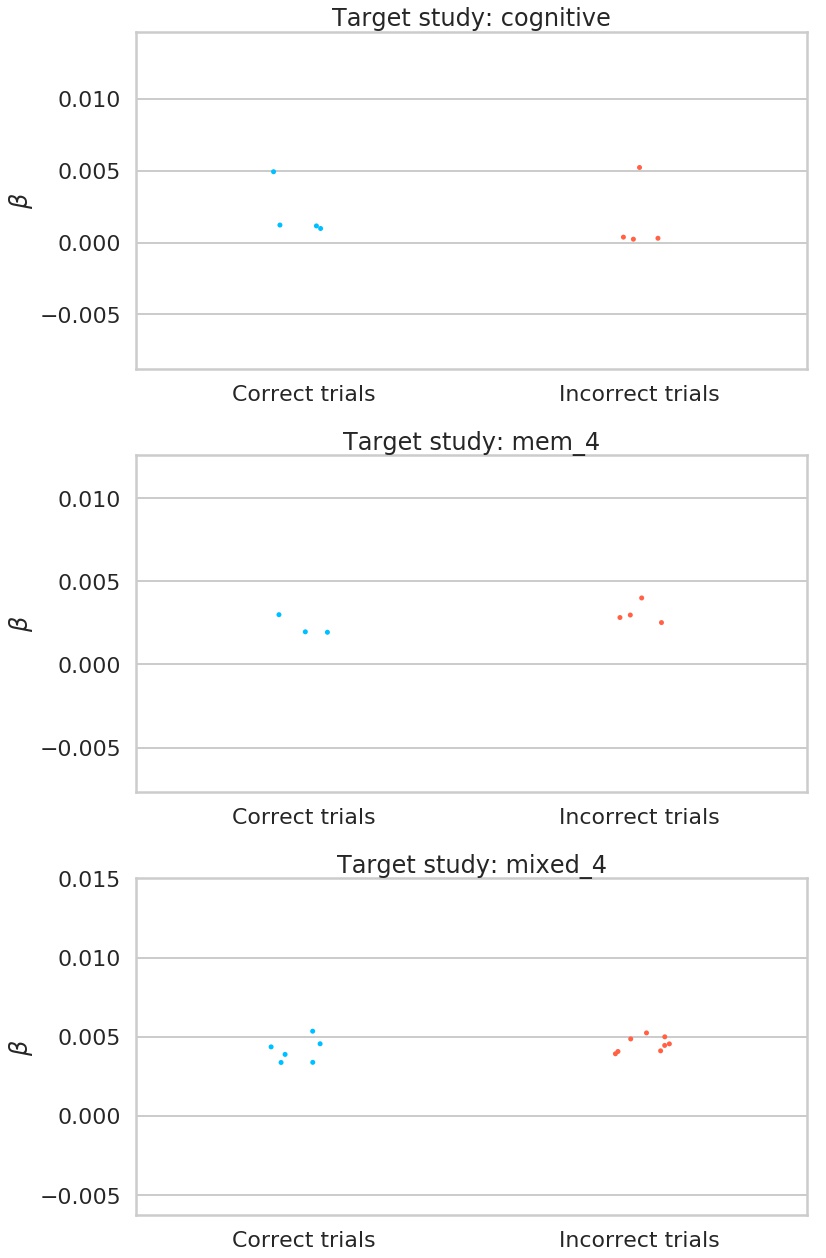 Target study: cognitive
0.010
0.005
0.000
−0.005
β
Correct trials Incorrect trials
Target study: mem_4
0.010
0.005
0.000
−0.005
β
Correct trials Incorrect trials
Target study: mixed_4
0.015
0.010
0.005
0.000
−0.005
β
Correct trials Incorrect trials